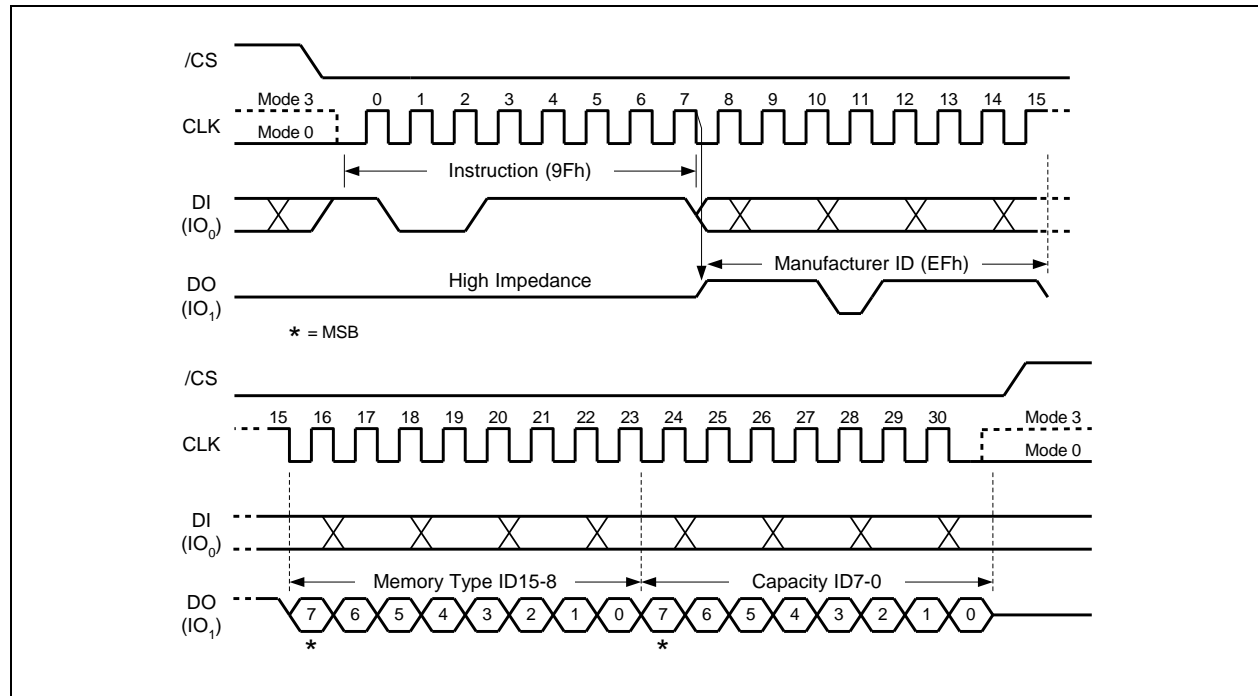 /CS
Mode 3 0 1 2 3 4 5 6 7 8 9 10 11 12 13 14 15
CLK
Mode 0
Instruction (9Fh)
DI
(IO0)
Manufacturer ID (EFh)
High Impedance
DO
(IO1)
* = MSB
/CS
15 16 17 18 19 20 21 22 23 24 25 26 27 28 29 30 Mode 3
CLK
Mode 0
DI
(IO0)
Memory Type ID15-8 Capacity ID7-0
DO
(IO1)
7 6 5 4 3 2 1 0 7 6 5 4 3 2 1 0
* *